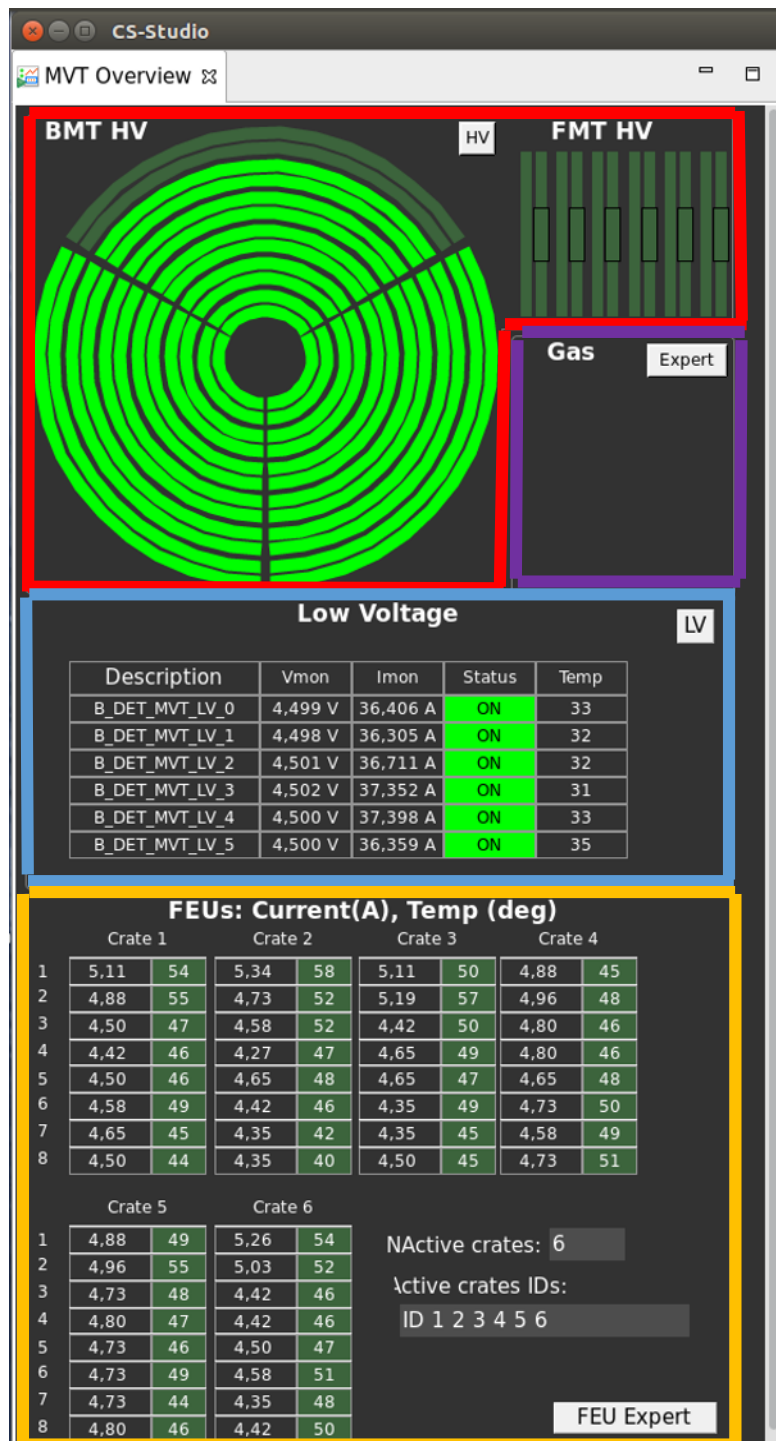 CS-Studio
MVT Overview
BMT HV
HV
FMT HV
Gas
Expert
Low Voltage
LV
Description Vmon Imon Status Temp
B_DET_MVT_LV_0 4,499 V 36,406 A ON 33
B_DET_MVT_LV_1 4,498 V 36,305 A ON 32
B_DET_MVT_LV_2 4,501 V 36,711 A ON 32
B_DET_MVT_LV_3 4,502 V 37,352 A ON 31
B_DET_MVT_LV_4 4,500 V 37,398 A ON 33
B_DET_MVT_LV_5 4,500 V 36,359 A ON 35
FEUs: Current(A), Temp (deg)
Crate 1 Crate 2 Crate 3 Crate 4
1 5,11 54 5,34 58 5,11 50 4,88 45
2 4,88 55 4,73 52 5,19 57 4,96 48
3 4,50 47 4,58 52 4,42 50 4,80 46
4 4,42 46 4,27 47 4,65 49 4,80 46
5 4,50 46 4,65 48 4,65 47 4,65 48
6 4,58 49 4,42 46 4,35 49 4,73 50
7 4,65 45 4,35 42 4,35 45 4,58 49
8 4,50 44 4,35 40 4,50 45 4,73 51
Crate 5 Crate 6
1 4,88 49 5,26 54
2 4,96 55 5,03 52
3 4,73 48 4,42 46
4 4,80 47 4,42 46
5 4,73 46 4,50 47
6 4,73 49 4,58 51
7 4,73 44 4,35 48
8 4,80 46 4,42 50
NActive crates: 6
Active crates IDs:
ID 1 2 3 4 5 6
FEU Expert